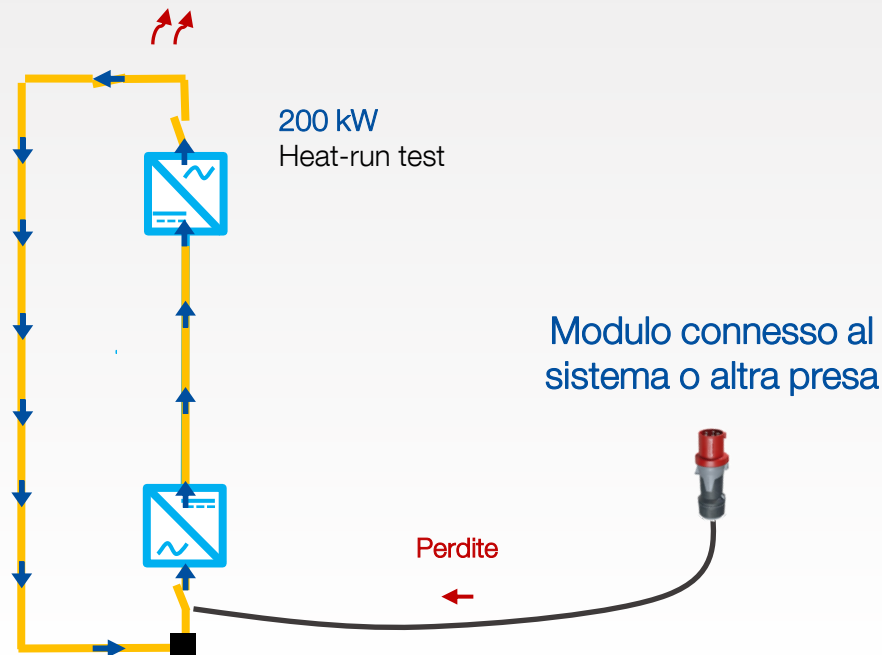 200 kW
Heat-run test
Modulo connesso al
sistema o altra presa
Perdite